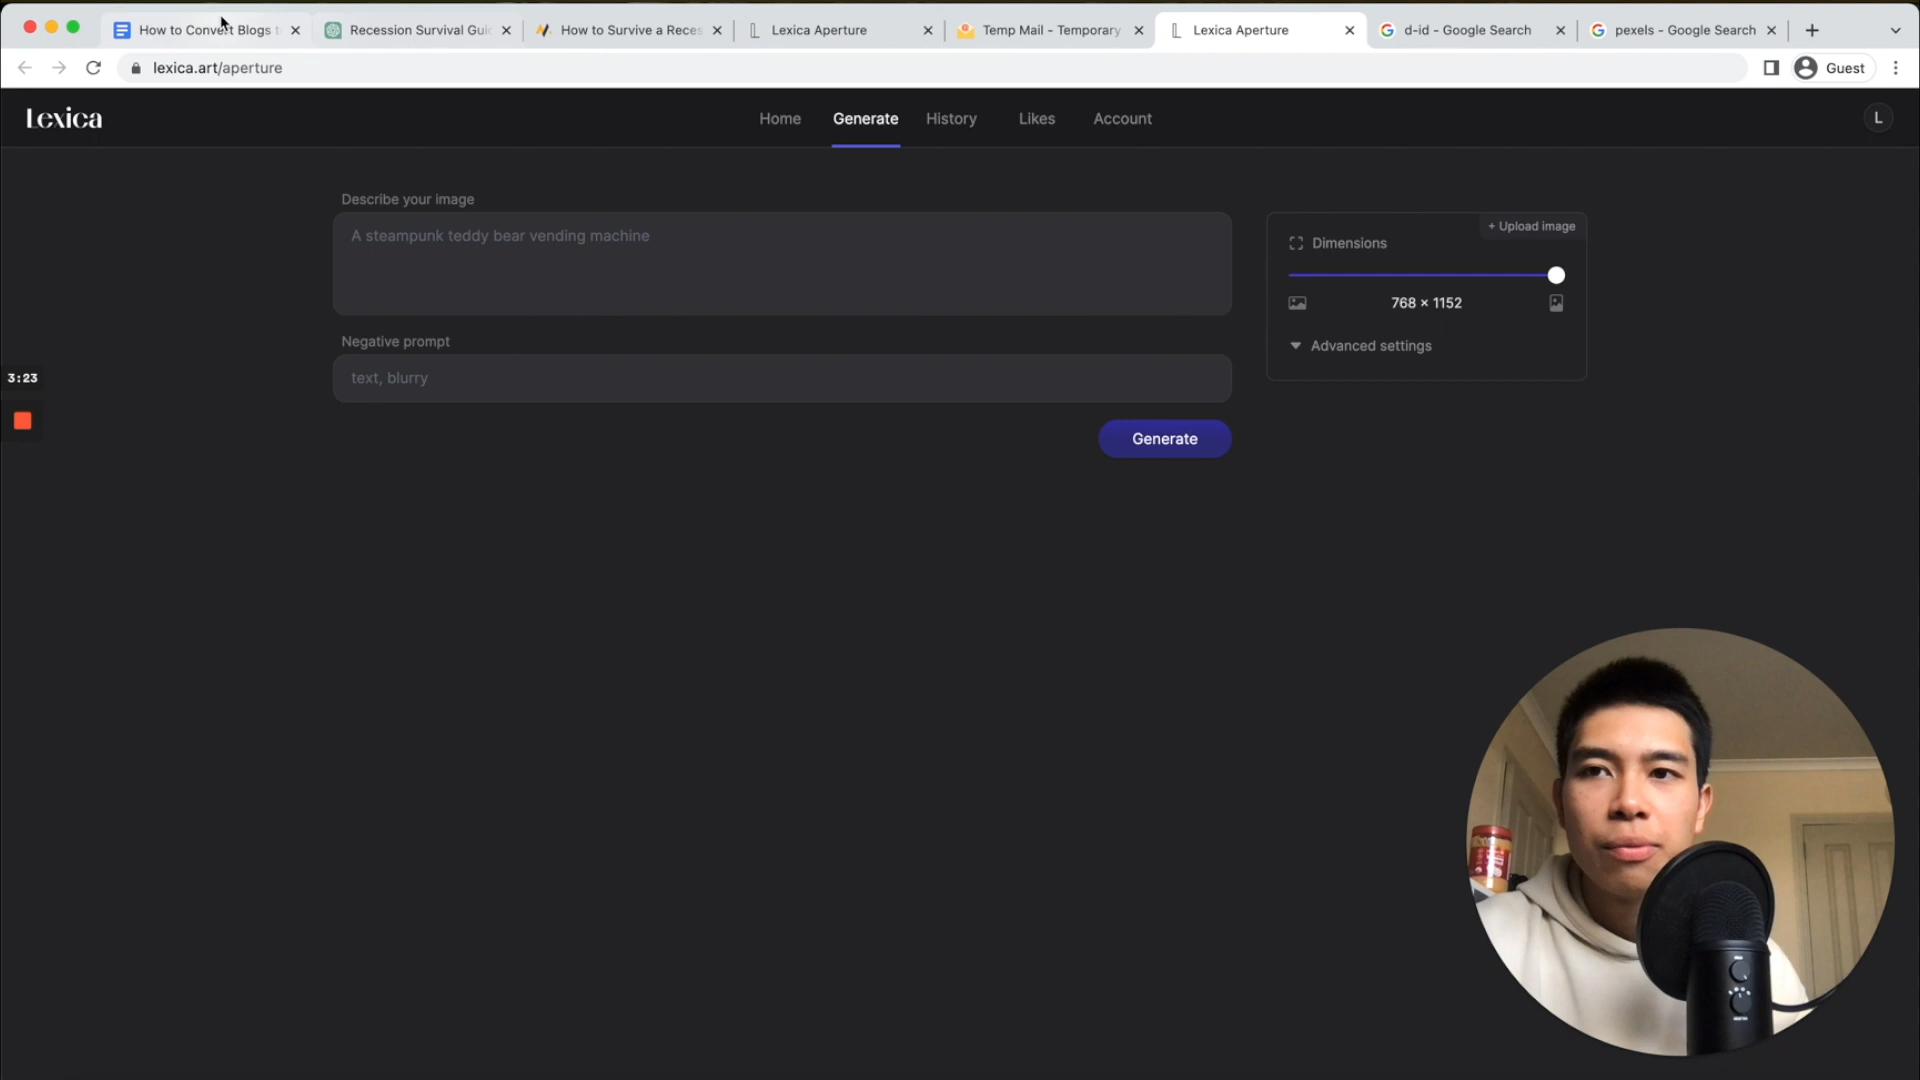 How to Convert Blogs t
Recession Survival Guid
How to Survive a Reces
Lexica Aperture
Temp Mail - Temporary
Lexica Aperture
d-id - Google Search
pexels - Google Search
lexica.art/aperture
Guest
Lexica
Home
Generate
History
Likes
Account
L
Describe your image
A steampunk teddy bear vending machine
+ Upload image
Dimensions
768 × 1152
Advanced settings
Negative prompt
text, blurry
3:23
Generate